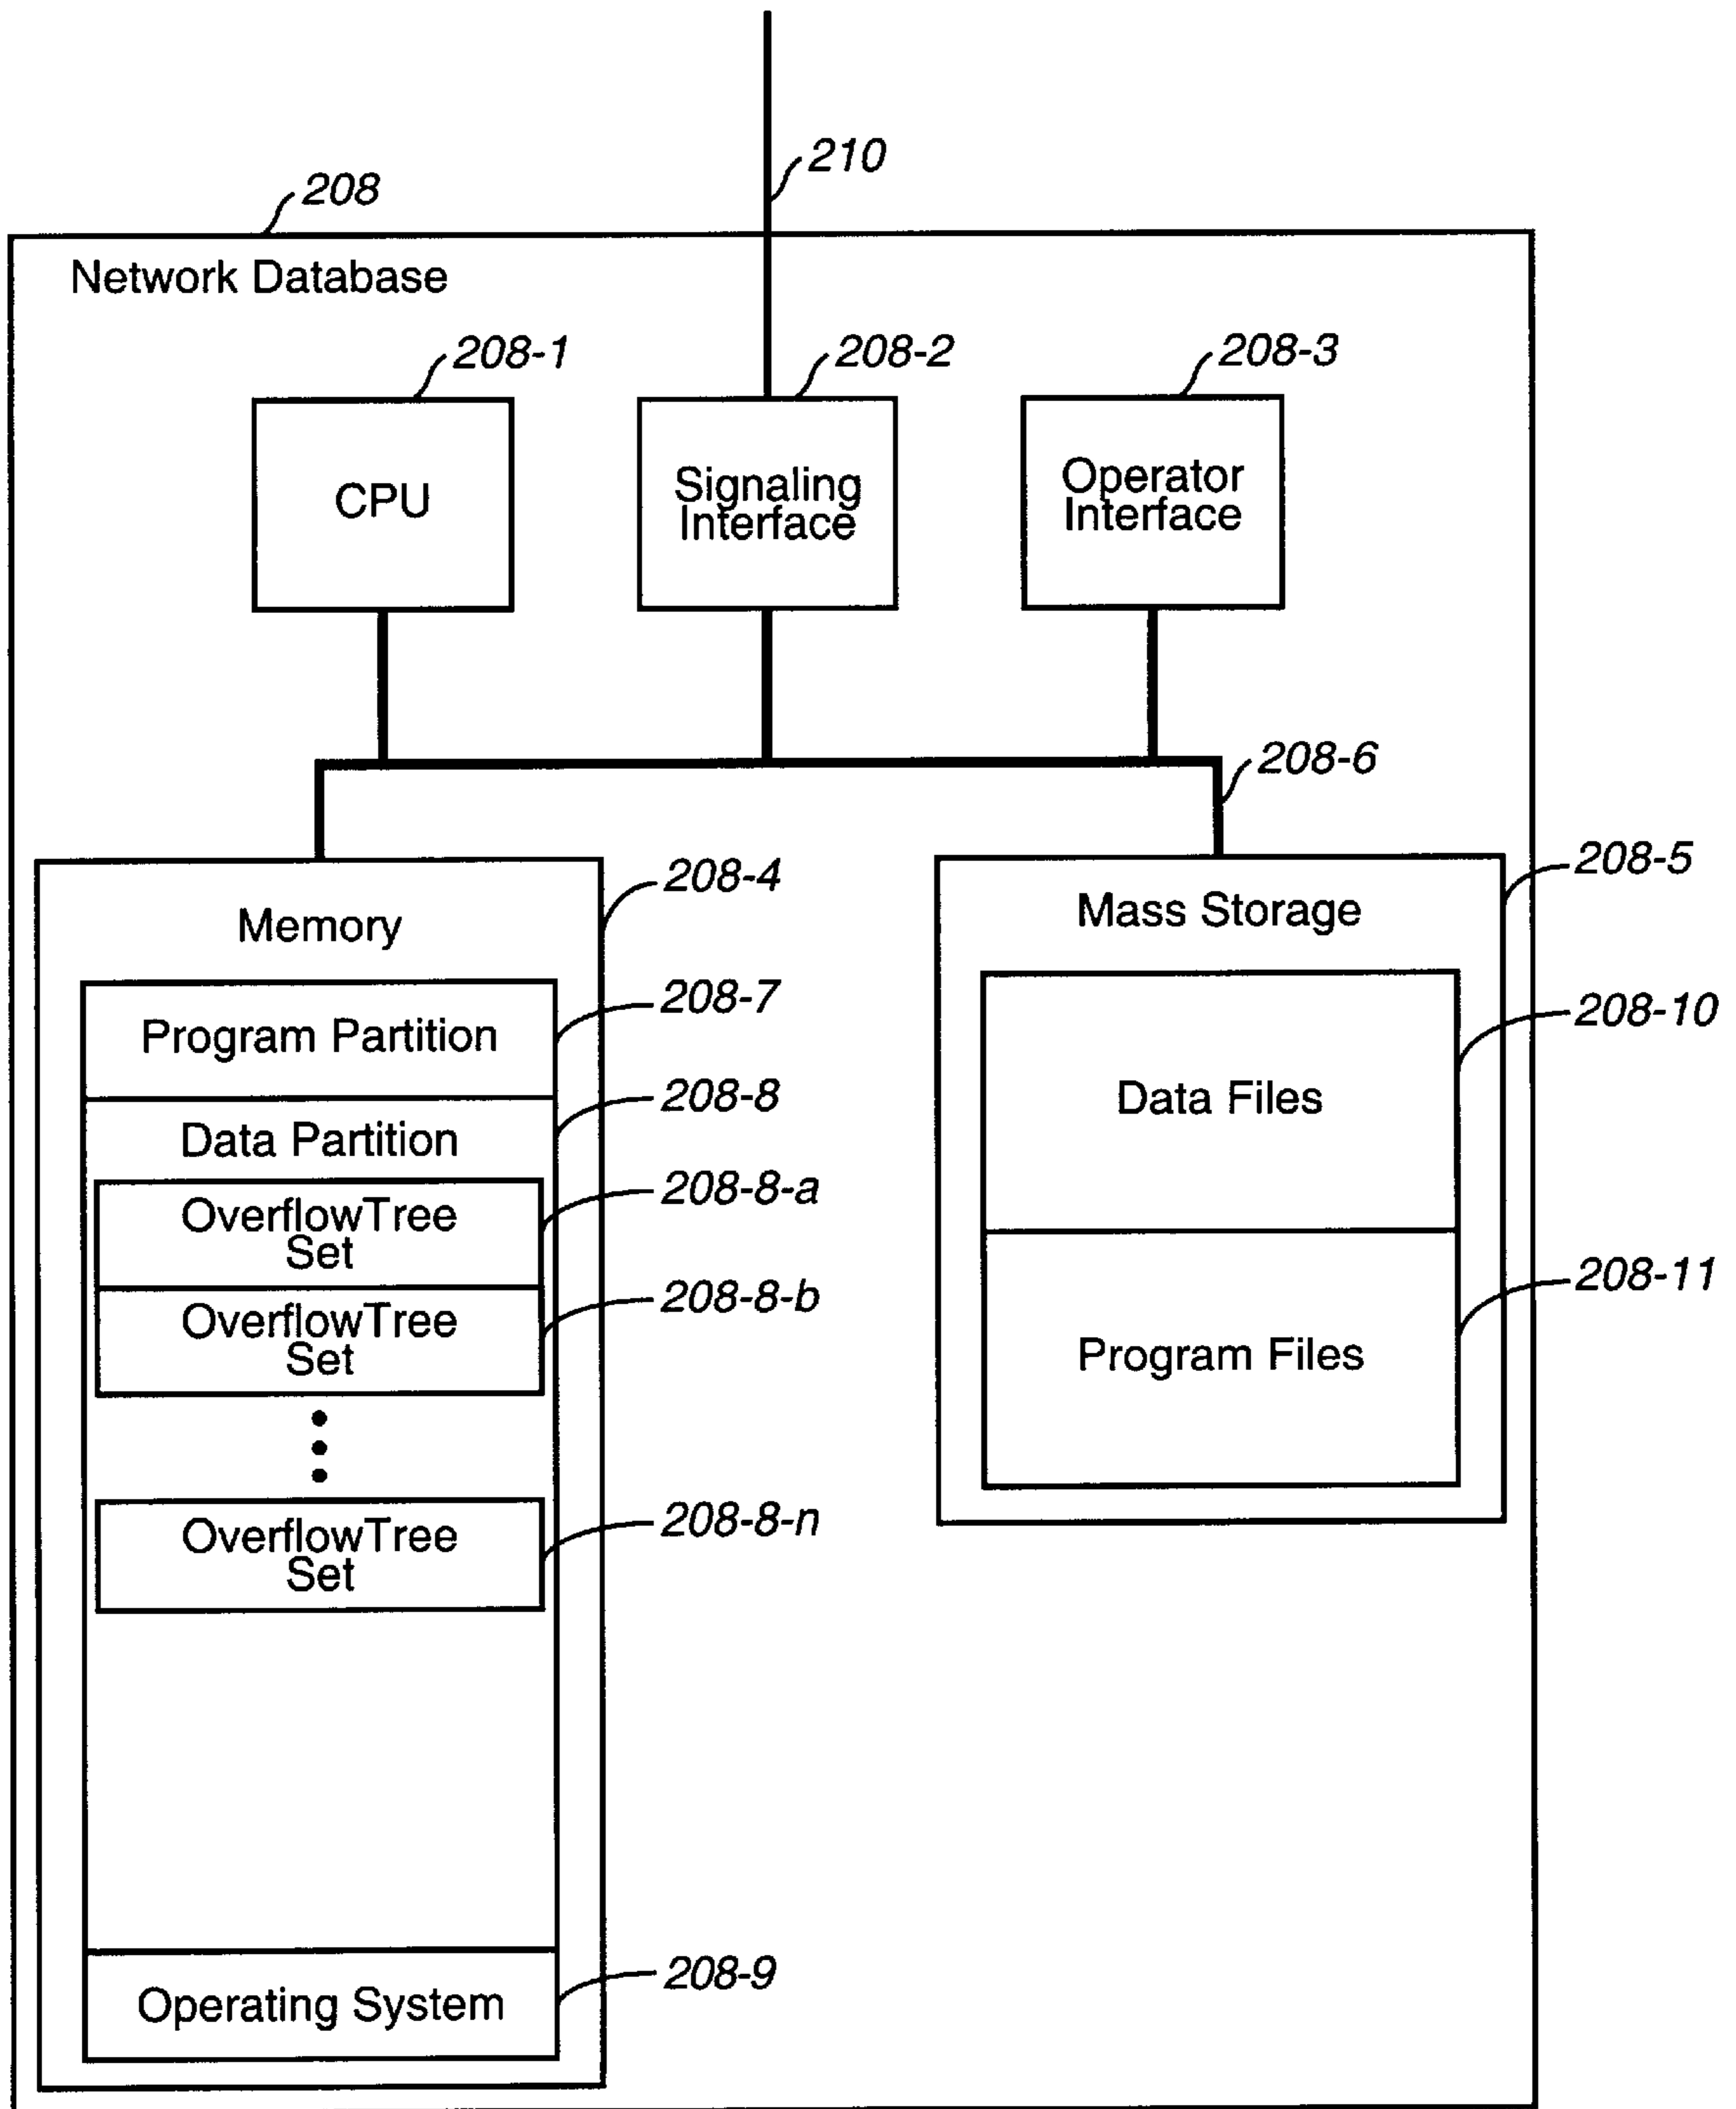 210
208
Network Database
208-1
208-2
208-3
CPU
Signaling
Interface
Operator
Interface
208-6
208-4
208-5
Memory
Mass Storage
208-7
Program Partition
208-10
208-8
Data Files
Data Partition
208-8-a
OverflowTree
Set
208-8-b
OverflowTree
Set
208-11
Program Files
208-8-n
OverflowTree
Set
208-9
Operating System